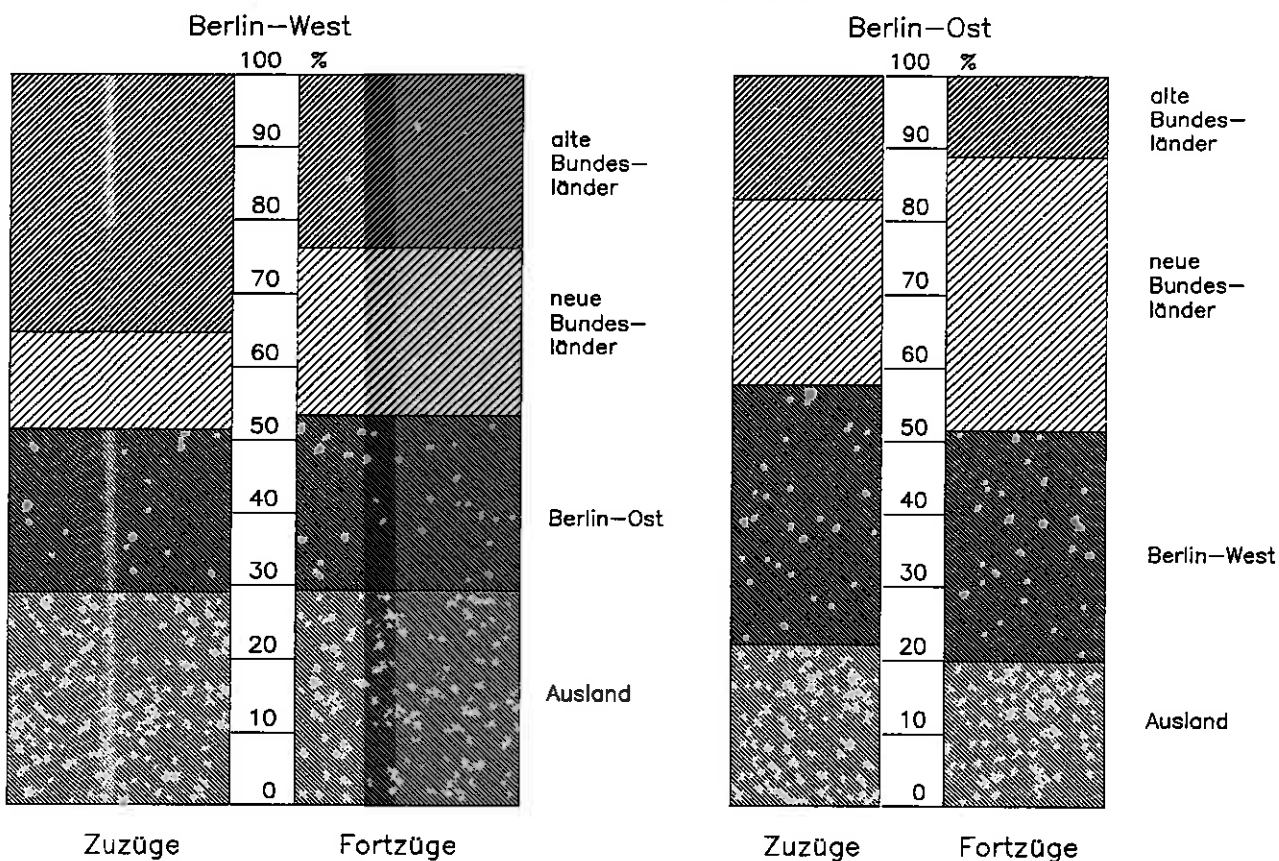 Berlin-West
100 %
90
80
70
60
50
40
30
20
10
0
alte
Bundes-
länder
neue
Bundes-
länder
Berlin-Ost
Ausland
Zuzüge
Fortzüge
Berlin-Ost
100 %
90
80
70
60
50
40
30
20
10
0
alte
Bundes-
länder
neue
Bundes-
länder
Berlin-West
Ausland
Zuzüge
Fortzüge